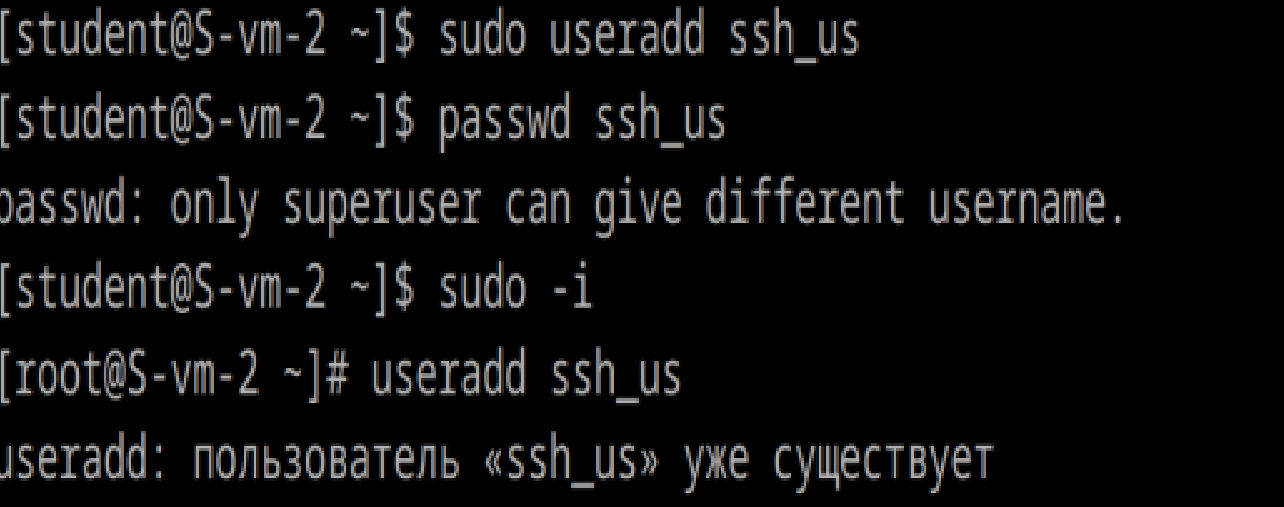 [student@S-vm-2 ~]$ sudo useradd ssh_us
[student@S-vm-2 ~]$ passwd ssh_us
passwd: only superuser can give different username.
[student@S-vm-2 ~]$ sudo -i
[root@S-vm-2 ~]# useradd ssh_us
useradd: пользователь «ssh_us» уже существует